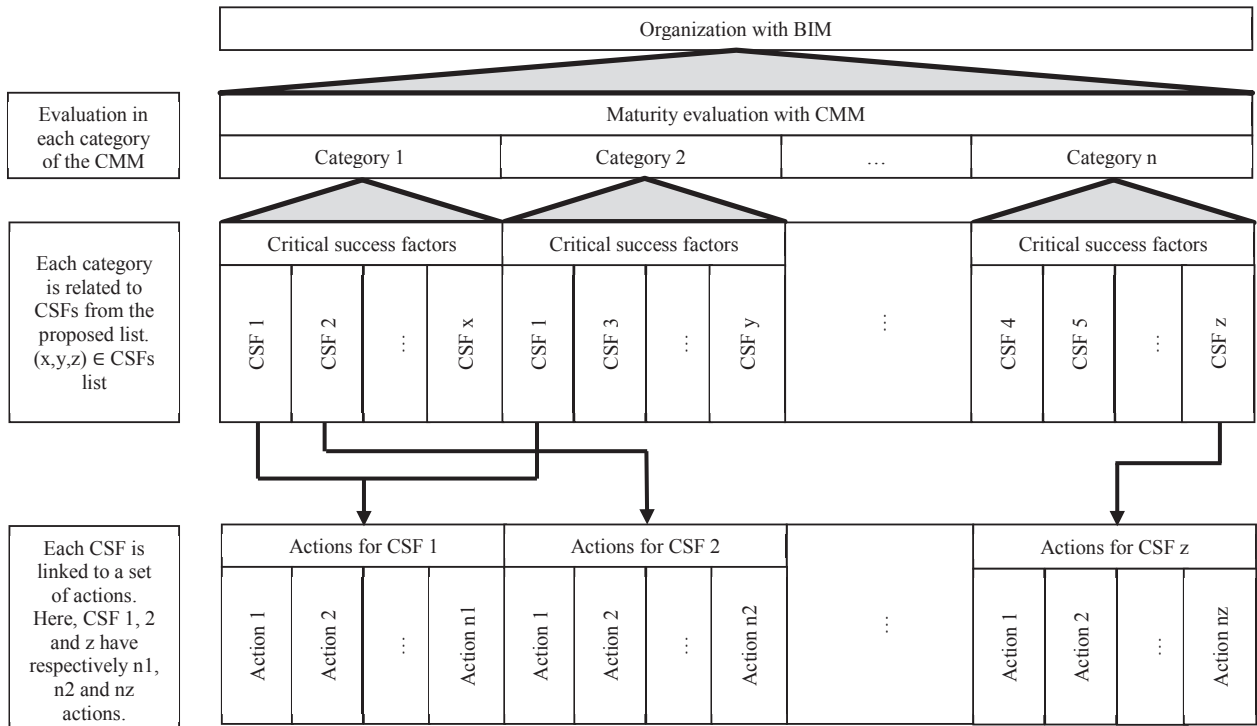 Organization with BIM
Evaluation in
each category
of the CMM
Maturity evaluation with CMM
Category 1
Category 2
…
Category n
Each category
is related to
CSFs from the
proposed list.
(x,y,z) ∈ CSFs
list
Critical success factors
Critical success factors
Critical success factors
CSF 1
CSF 2
…
CSF x
CSF 1
CSF 3
…
CSF y
…
CSF 4
CSF 5
…
CSF z
Each CSF is
linked to a set
of actions.
Here, CSF 1, 2
and z have
respectively n1,
n2 and nz
actions.
Actions for CSF 1
Actions for CSF 2
Actions for CSF z
Action 1
Action 2
…
Action n1
Action 1
Action 2
…
Action n2
…
Action 1
Action 2
…
Action nz